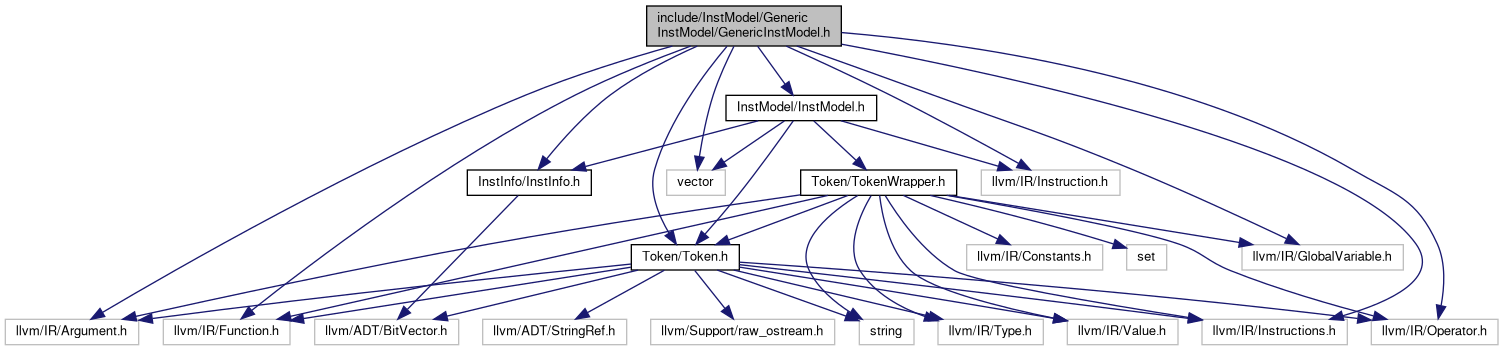 include/InstModel/Generic
InstModel/GenericInstModel.h
InstModel/InstModel.h
InstInfo/InstInfo.h
vector
Token/TokenWrapper.h
llvm/IR/Instruction.h
Token/Token.h
llvm/IR/Constants.h
set
llvm/IR/GlobalVariable.h
llvm/IR/Argument.h
llvm/IR/Function.h
llvm/ADT/BitVector.h
llvm/ADT/StringRef.h
llvm/Support/raw_ostream.h
string
llvm/IR/Type.h
llvm/IR/Value.h
llvm/IR/Instructions.h
llvm/IR/Operator.h